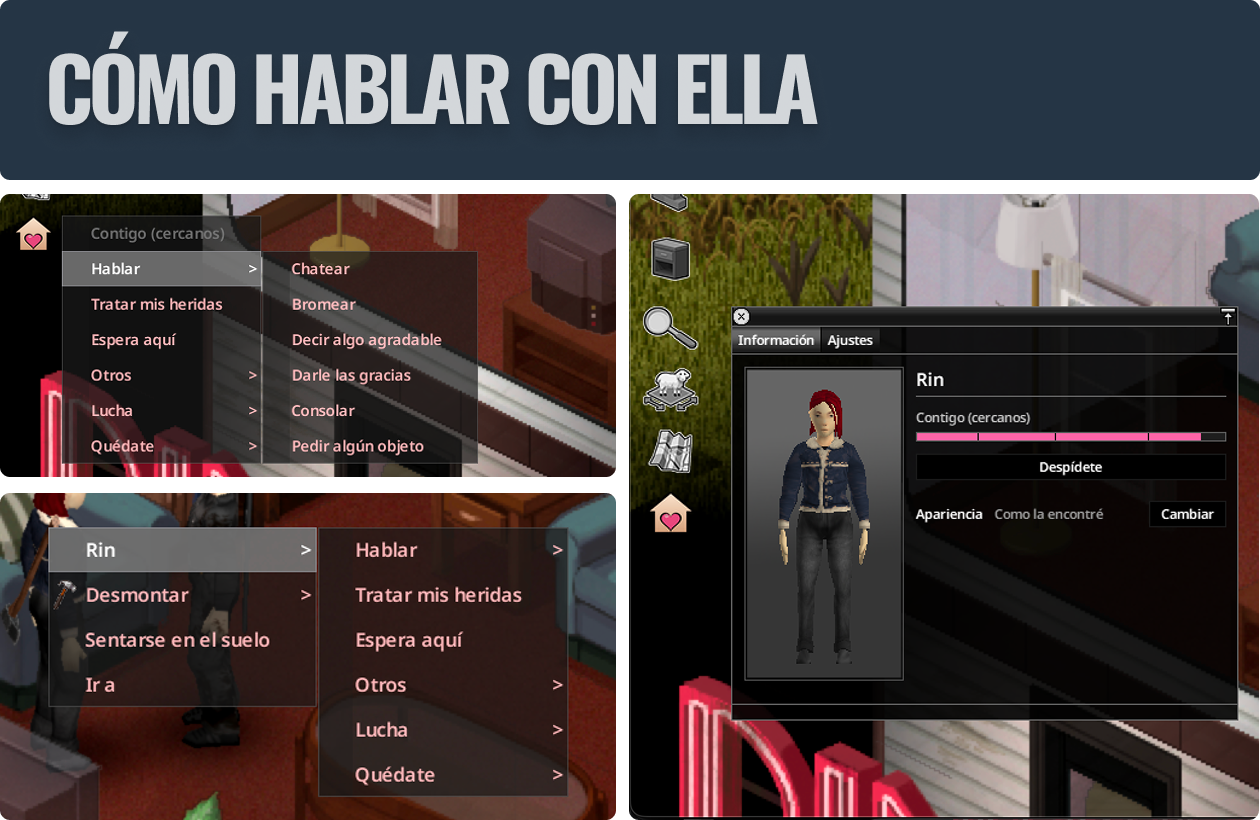 CÓMO HABLAR CON ELLA
Contigo (cercanos)
Hablar >
Tratar mis heridas
Espera aquí
Otros >
Lucha >
Quédate >
Chatear
Bromear
Decir algo agradable
Darle las gracias
Consolar
Pedir algún objeto
Rin >
Desmontar >
Sentarse en el suelo
Ir a
Hablar >
Tratar mis heridas
Espera aquí
Otros >
Lucha >
Quédate >
Información Ajustes
Rin
Contigo (cercanos)
Despídete
Apariencia Como la encontré Cambiar